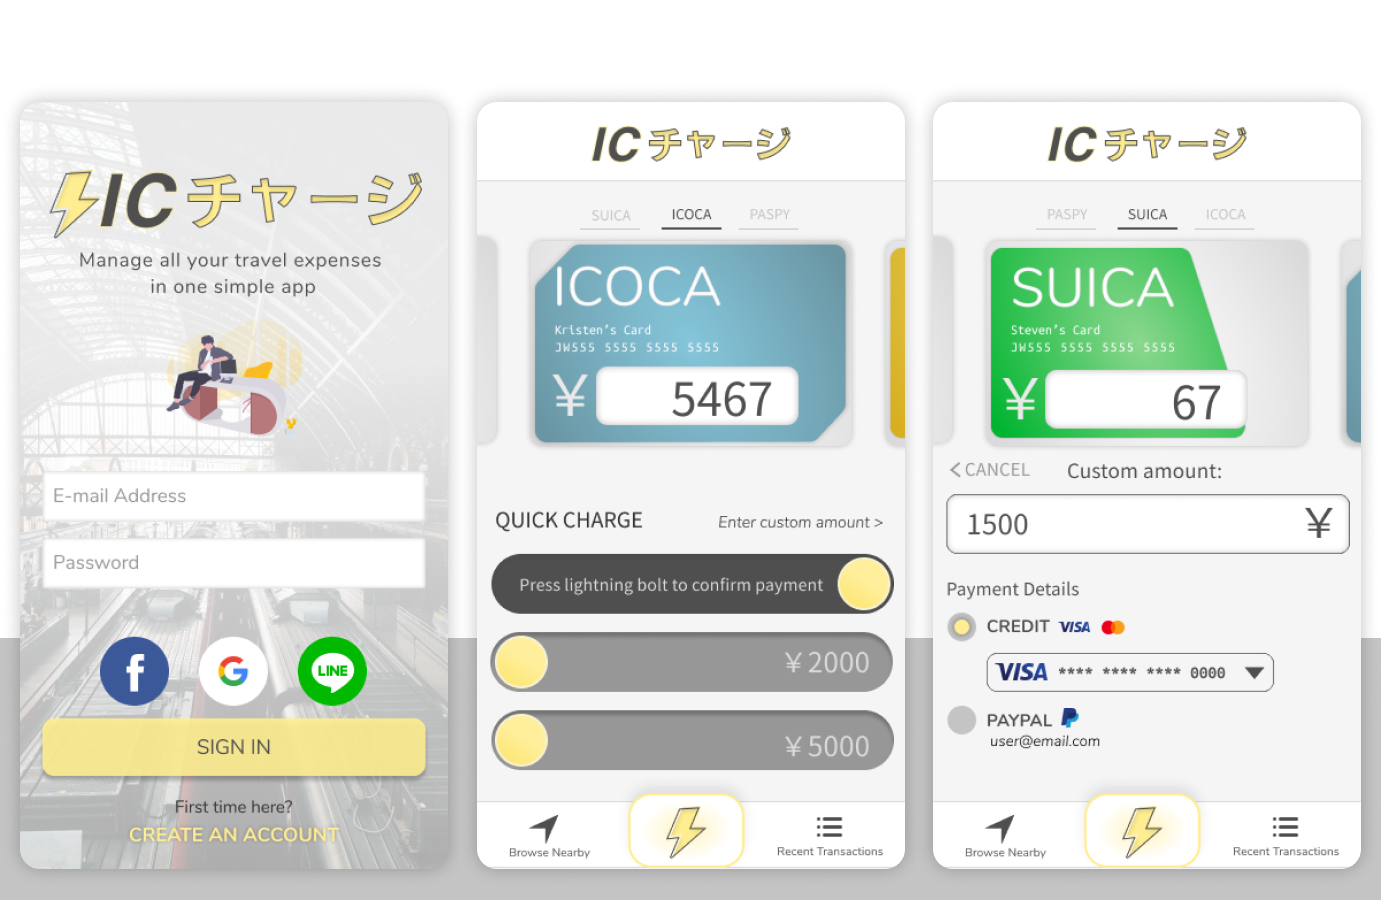 IC チャージ
Manage all your travel expenses
in one simple app
E-mail Address
Password
f
G
LINE
SIGN IN
First time here?
CREATE AN ACCOUNT
IC チャージ
SUICA ICOCA PASPY
ICOCA
Kristen's Card
JW555 5555 5555 5555
¥ 5467
QUICK CHARGE Enter custom amount >
Press lightning bolt to confirm payment
¥ 2000
¥ 5000
Browse Nearby Recent Transactions
IC チャージ
PASPY SUICA ICOCA
SUICA
Steven's Card
JW555 5555 5555 5555
¥ 67
< CANCEL Custom amount:
1500 ¥
Payment Details
CREDIT VISA
VISA **** **** **** 0000
PAYPAL
user@email.com
Browse Nearby Recent Transactions